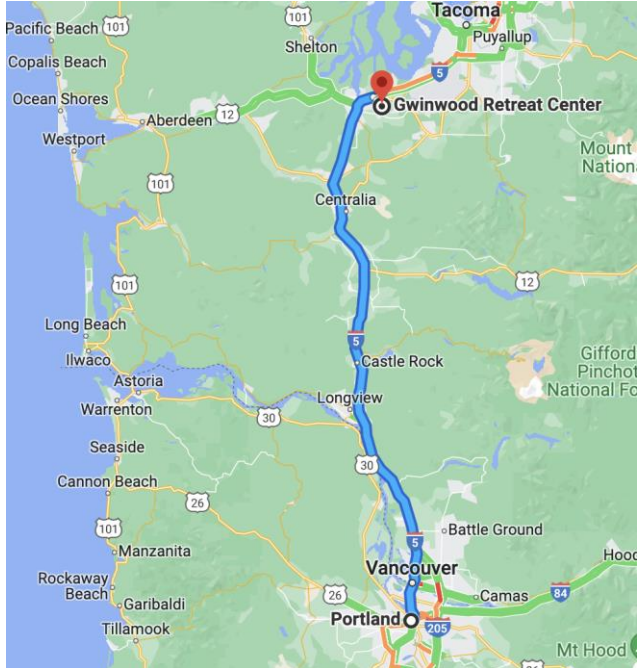 Tacoma
Pacific Beach
101
101
Puyallup
Shelton
Copalis Beach
5
Ocean Shores
Gwinwood Retreat Center
12
Aberdeen
Westport
Mount
National
101
Centralia
101
12
Long Beach
5
Ilwaco
Castle Rock
Gifford
Pinchot
National Fo
Astoria
Longview
Warrenton
30
Seaside
30
Cannon Beach
26
101
Battle Ground
5
Manzanita
Hood
Vancouver
Rockaway
Beach
26
84
Camas
Garibaldi
Portland
205
Tillamook
Mt Hood